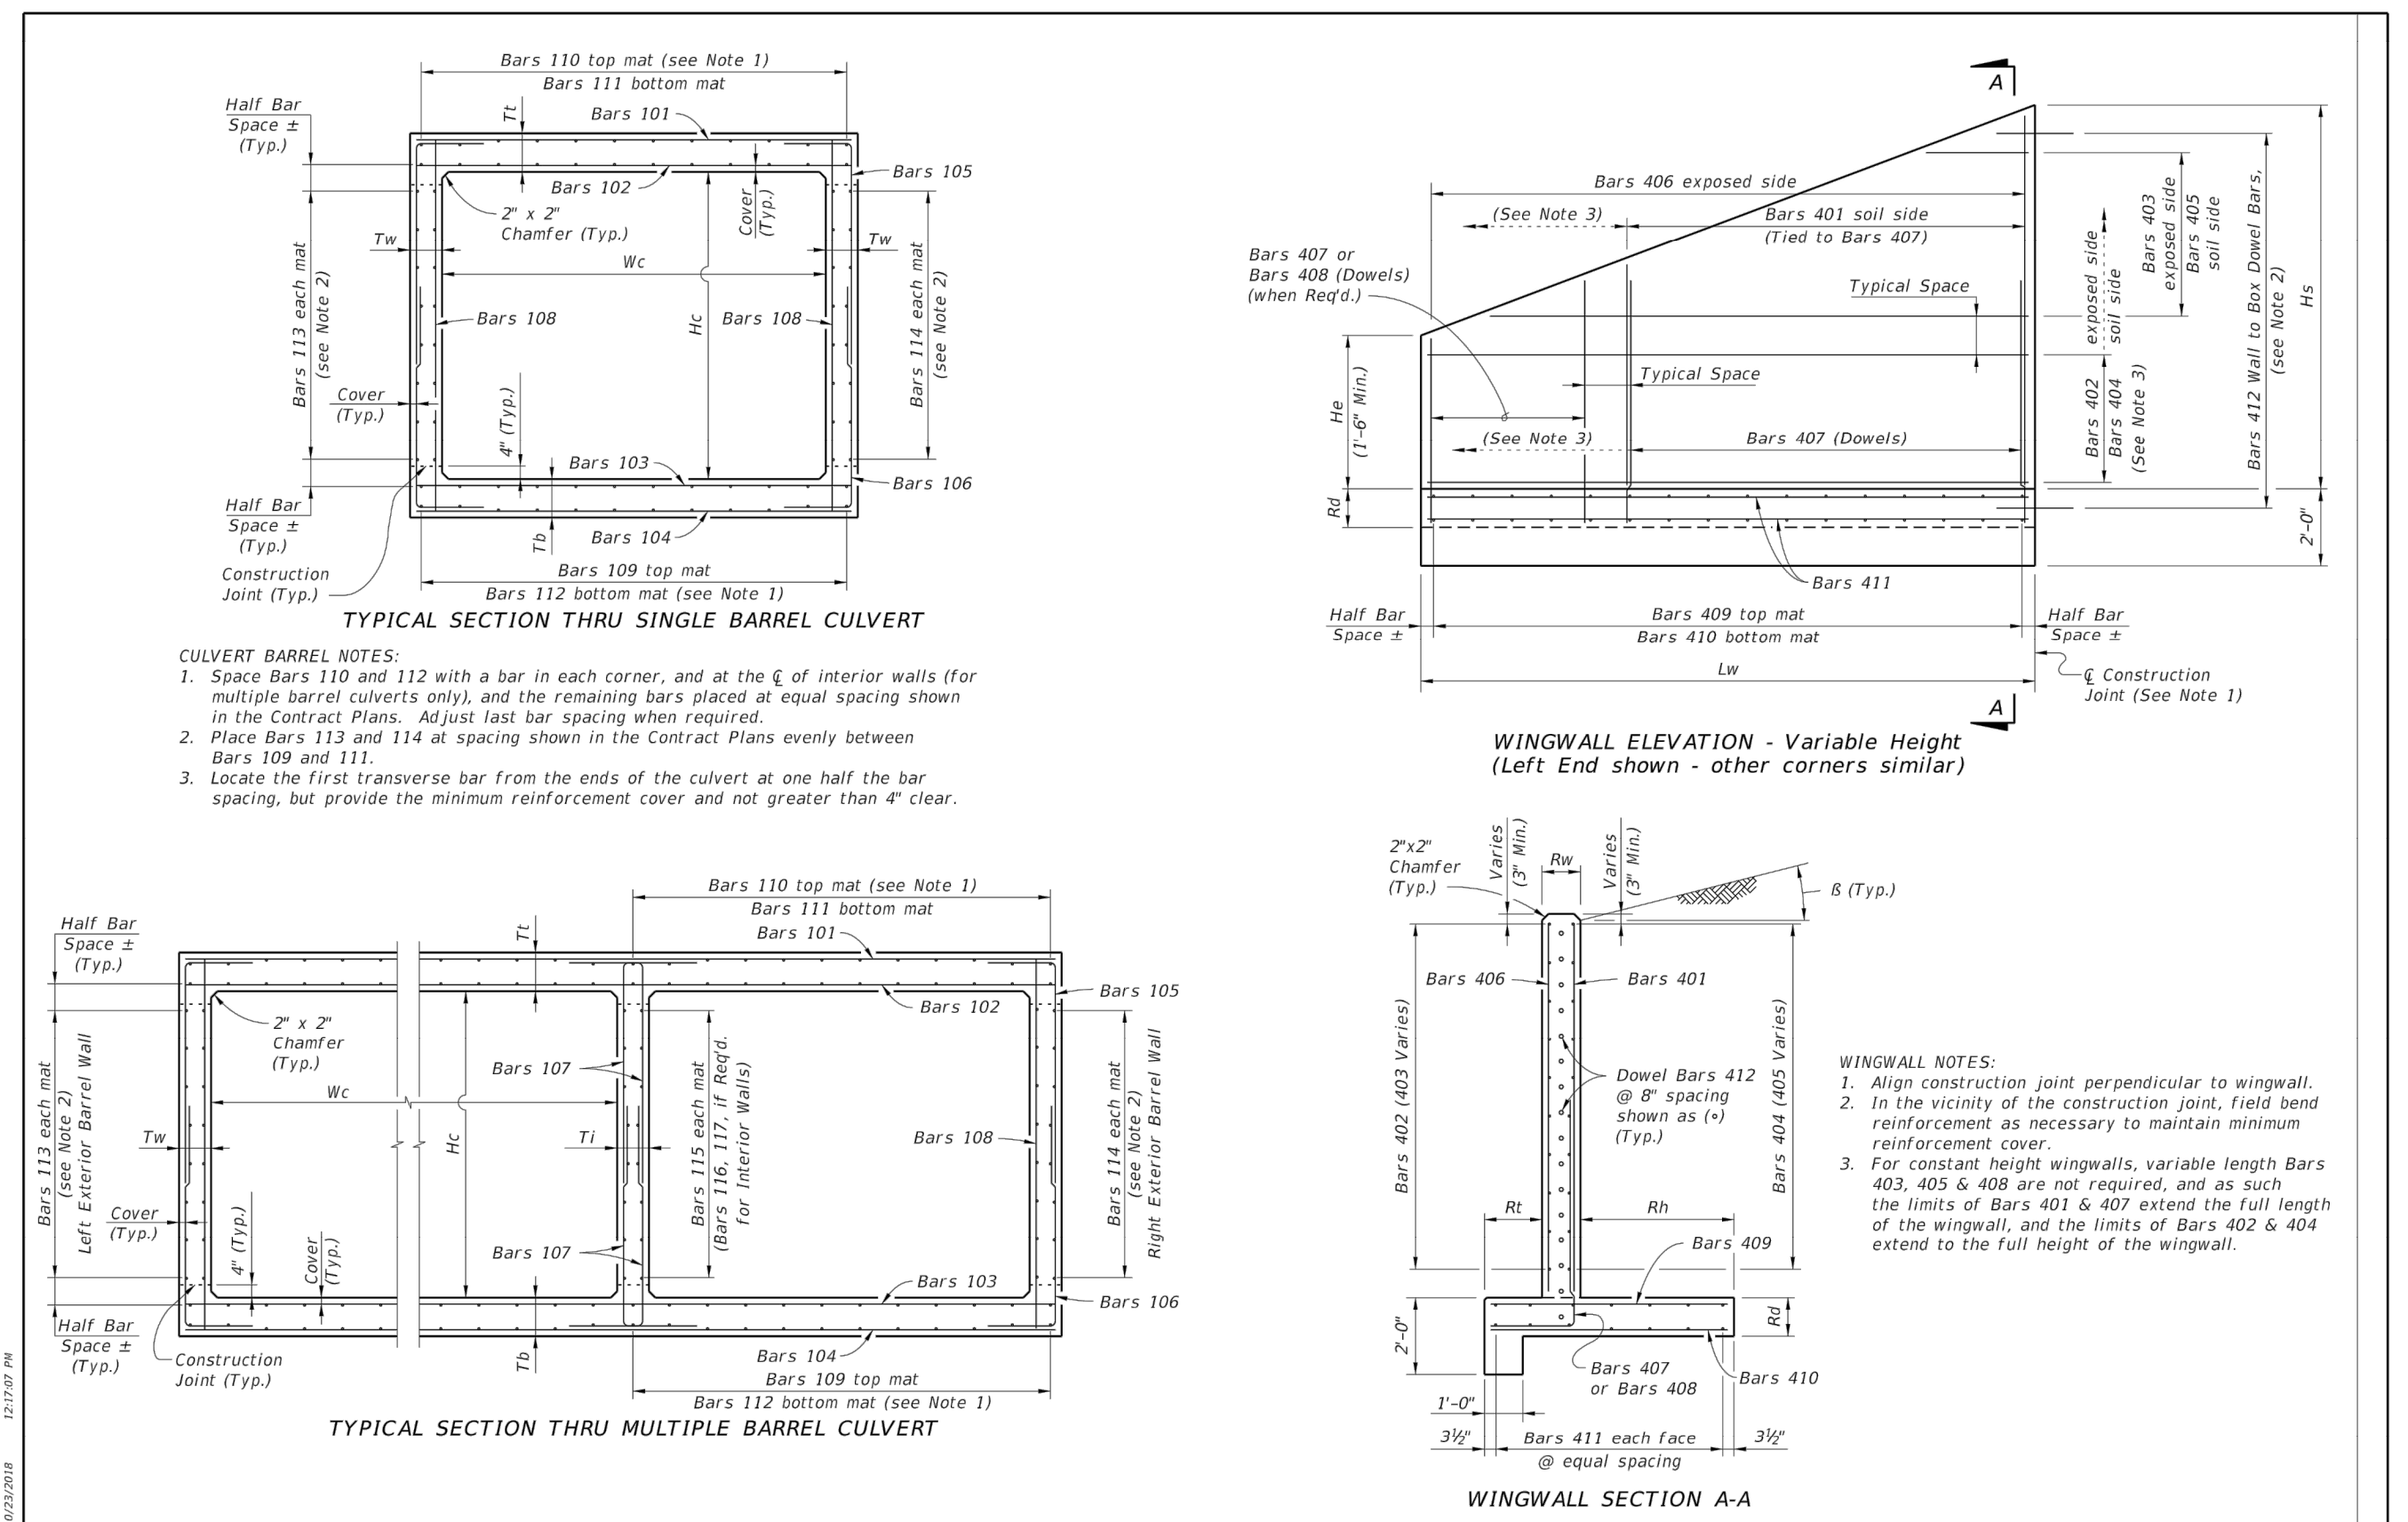 Bars 110 top mat (see Note 1)
Bars 111 bottom mat
Half Bar
Space ±
(Typ.)
Tt
Bars 101
Bars 105
Bars 102
Cover
(Typ.)
2" x 2"
Chamfer (Typ.)
Tw
Tw
Wc
Bars 113 each mat
(see Note 2)
Bars 108
Hc
Bars 108
Bars 114 each mat
(see Note 2)
Cover
(Typ.)
4" (Typ.)
Bars 103
Bars 106
Half Bar
Space ±
(Typ.)
Tb
Bars 104
Construction
Joint (Typ.)
Bars 109 top mat
Bars 112 bottom mat (see Note 1)
TYPICAL SECTION THRU SINGLE BARREL CULVERT
CULVERT BARREL NOTES:
1. Space Bars 110 and 112 with a bar in each corner, and at the ℄ of interior walls (for
multiple barrel culverts only), and the remaining bars placed at equal spacing shown
in the Contract Plans. Adjust last bar spacing when required.
2. Place Bars 113 and 114 at spacing shown in the Contract Plans evenly between
Bars 109 and 111.
3. Locate the first transverse bar from the ends of the culvert at one half the bar
spacing, but provide the minimum reinforcement cover and not greater than 4" clear.
Bars 110 top mat (see Note 1)
Bars 111 bottom mat
Half Bar
Space ±
(Typ.)
Tt
Bars 101
Bars 105
Bars 102
2" x 2"
Chamfer
(Typ.)
Bars 113 each mat
(see Note 2)
Left Exterior Barrel Wall
Bars 107
Wc
Hc
Tw
Ti
Bars 115 each mat
(Bars 116, 117, if Req'd.
for Interior Walls)
Bars 108
Bars 114 each mat
(see Note 2)
Right Exterior Barrel Wall
Cover
(Typ.)
4" (Typ.)
Cover
(Typ.)
Bars 107
Bars 103
Bars 106
Half Bar
Space ±
(Typ.)
Construction
Joint (Typ.)
Tb
Bars 104
Bars 109 top mat
Bars 112 bottom mat (see Note 1)
TYPICAL SECTION THRU MULTIPLE BARREL CULVERT
A
Bars 406 exposed side
(See Note 3)
Bars 401 soil side
(Tied to Bars 407)
Bars 407 or
Bars 408 (Dowels)
(when Req'd.)
Typical Space
exposed side
soil side
Bars 403
exposed side
Bars 405
soil side
Bars 412 Wall to Box Dowel Bars,
(see Note 2)
Hs
He
(1'-6" Min.)
Typical Space
(See Note 3)
Bars 407 (Dowels)
Bars 402
Bars 404
(See Note 3)
Rd
2'-0"
Bars 411
Half Bar
Space ±
Bars 409 top mat
Bars 410 bottom mat
Half Bar
Space ±
Lw
℄ Construction
Joint (See Note 1)
A
WINGWALL ELEVATION - Variable Height
(Left End shown - other corners similar)
2"x2"
Chamfer
(Typ.)
Varies
(3" Min.)
Rw
Varies
(3" Min.)
ß (Typ.)
Bars 406
Bars 401
Bars 402 (403 Varies)
Bars 404 (405 Varies)
Dowel Bars 412
@ 8" spacing
shown as (∘)
(Typ.)
Rt
Rh
Bars 409
2'-0"
Rd
Bars 407
or Bars 408
Bars 410
1'-0"
3½"
Bars 411 each face
@ equal spacing
3½"
WINGWALL SECTION A-A
WINGWALL NOTES:
1. Align construction joint perpendicular to wingwall.
2. In the vicinity of the construction joint, field bend
reinforcement as necessary to maintain minimum
reinforcement cover.
3. For constant height wingwalls, variable length Bars
403, 405 & 408 are not required, and as such
the limits of Bars 401 & 407 extend the full length
of the wingwall, and the limits of Bars 402 & 404
extend to the full height of the wingwall.
0/23/2018 12:17:07 PM